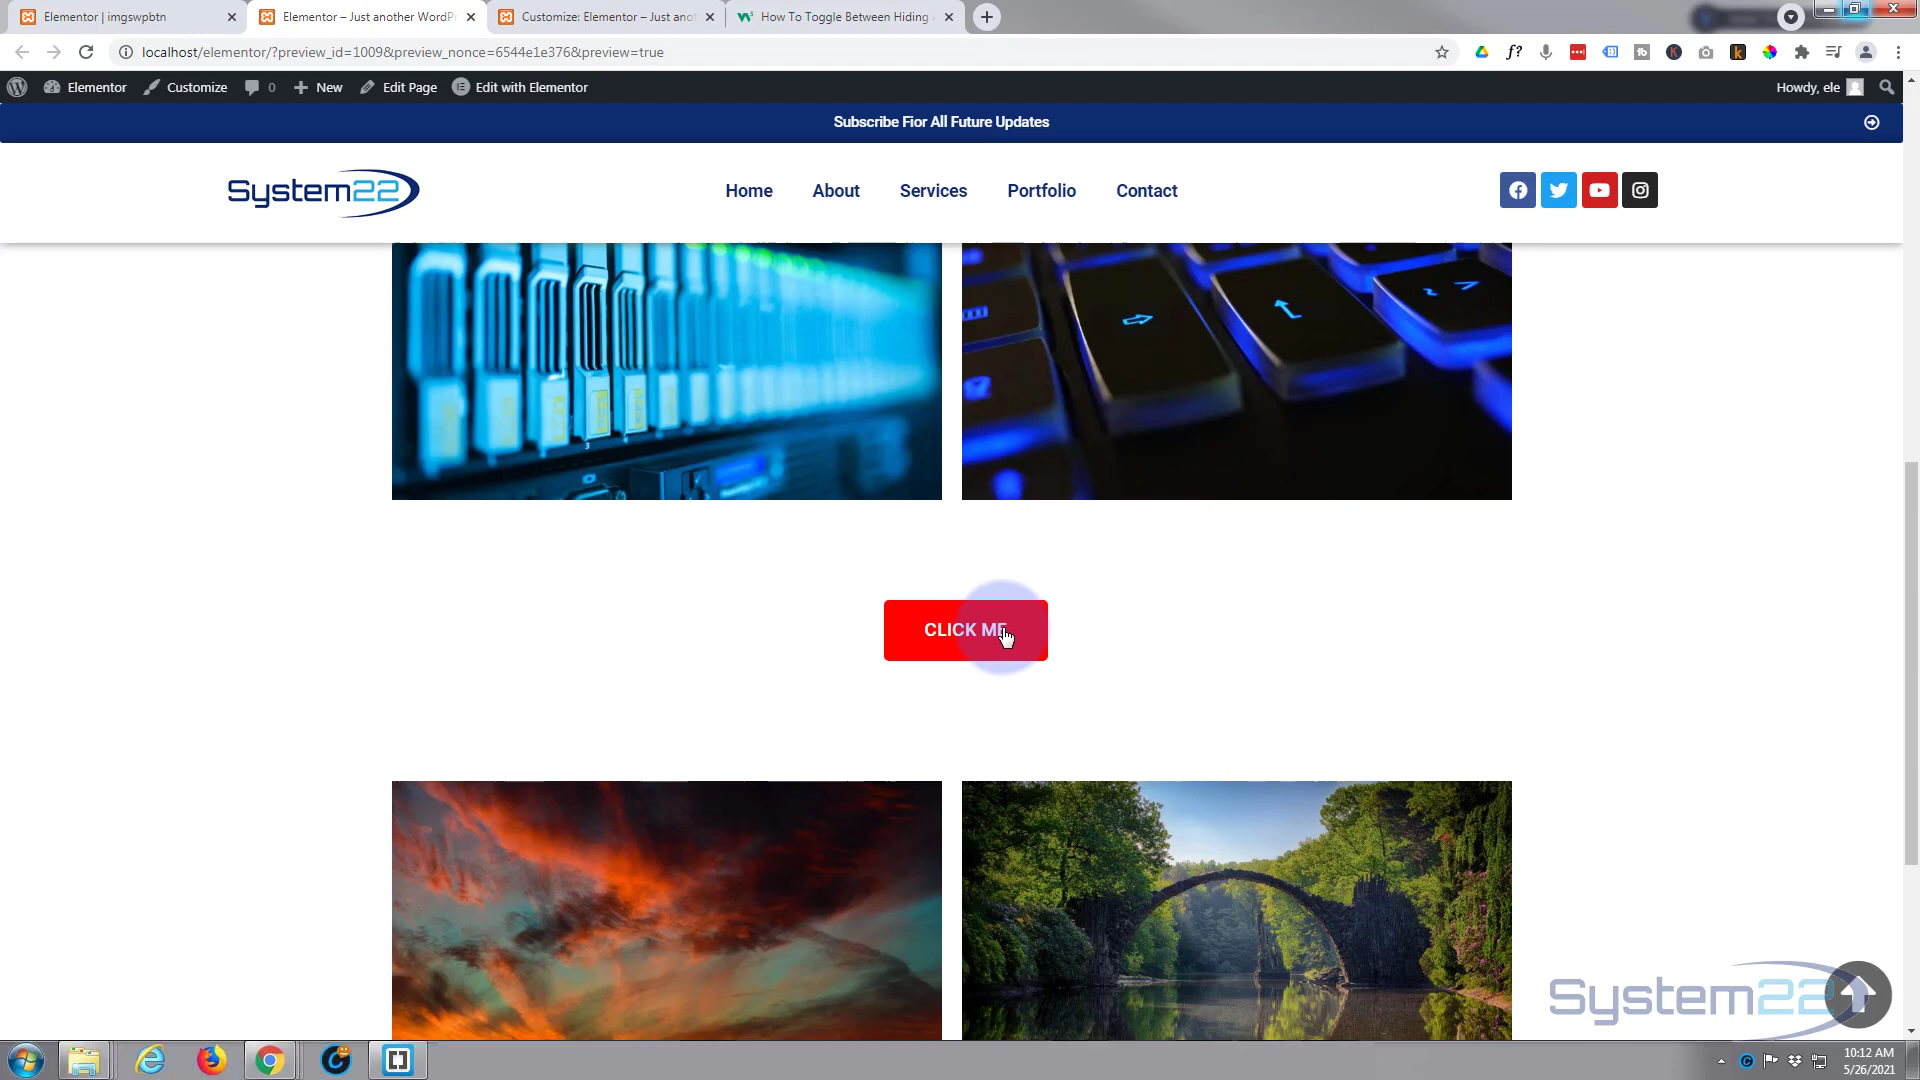 Elementor | imgswpbtn
Elementor – Just another WordPr
Customize: Elementor – Just ano
How To Toggle Between Hiding
localhost/elementor/?preview_id=1009&preview_nonce=6544e1e376&preview=true
Elementor
Customize
0
New
Edit Page
Edit with Elementor
Howdy, ele
Subscribe Fior All Future Updates
System22
Home
About
Services
Portfolio
Contact
CLICK ME
System22
10:12 AM
5/26/2021